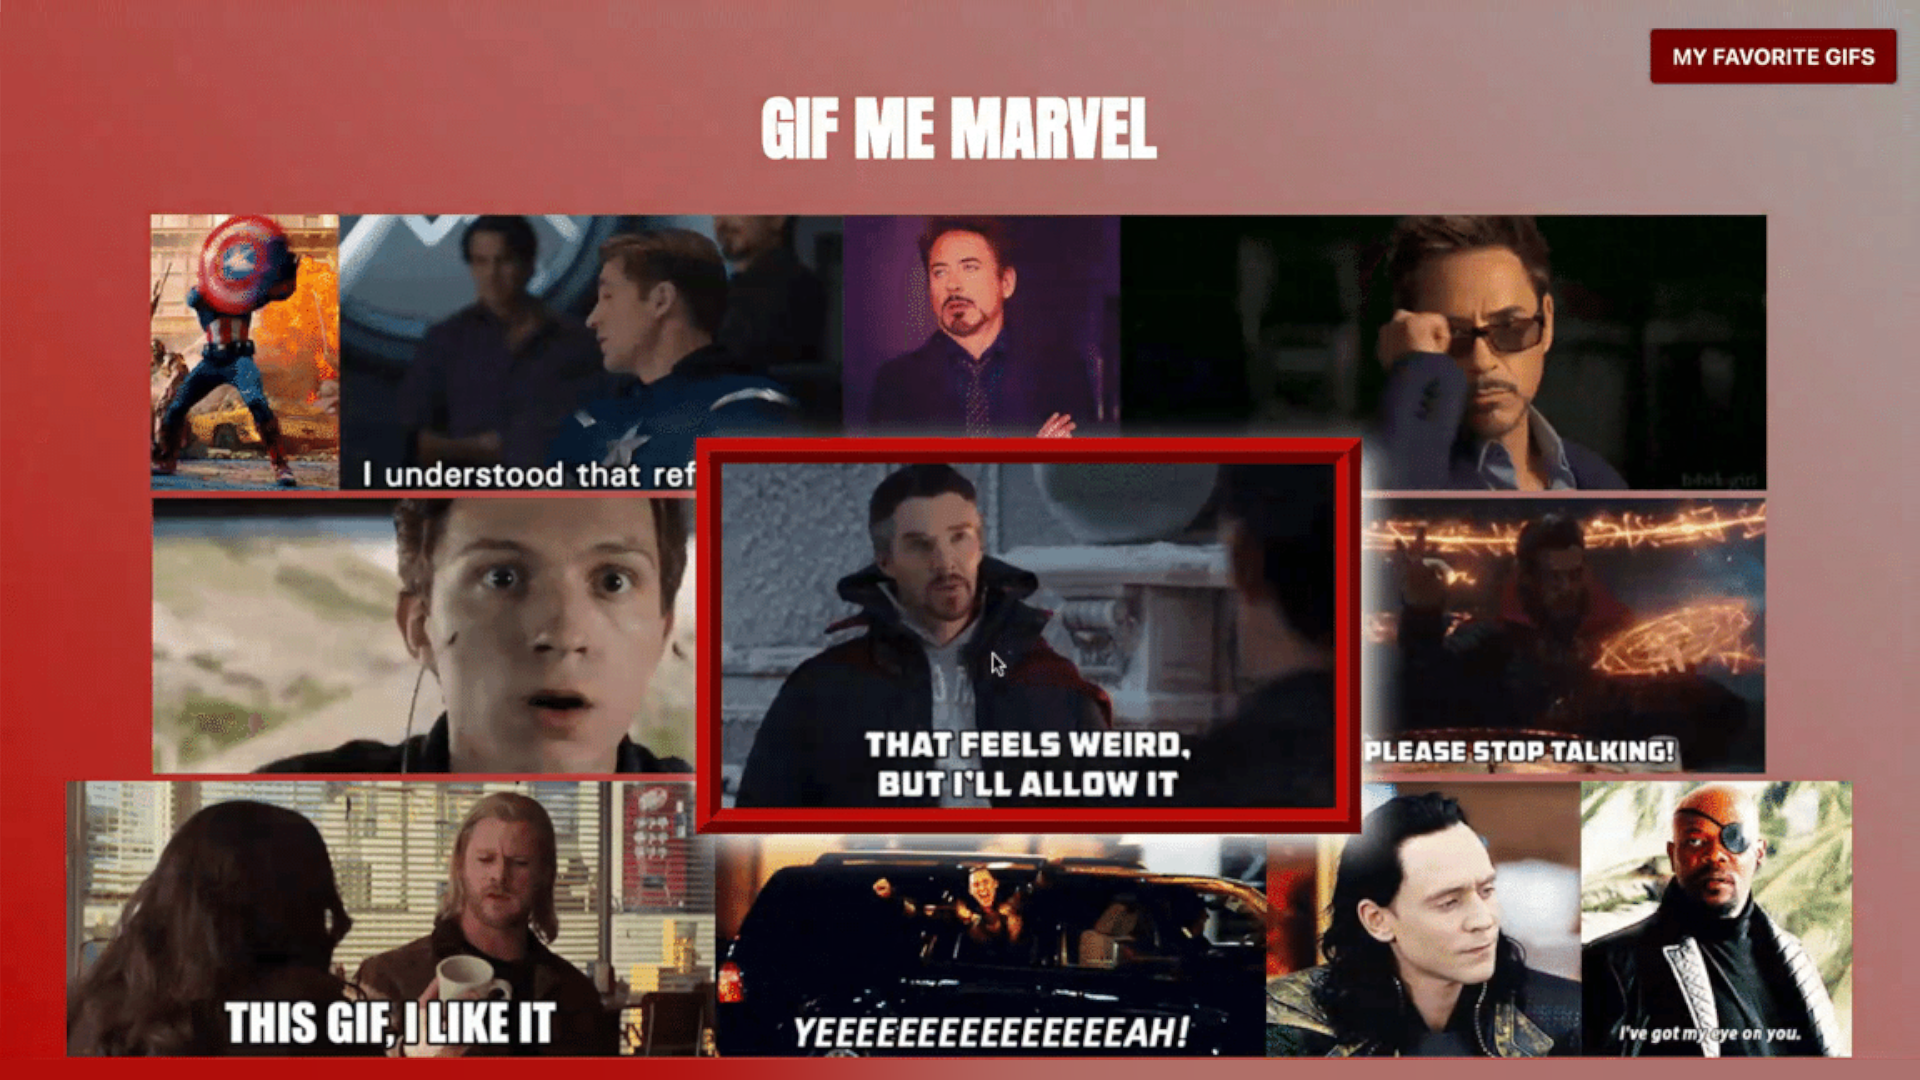 MY FAVORITE GIFS
GIF ME MARVEL
I understood that ref
THAT FEELS WEIRD,
BUT I'LL ALLOW IT
PLEASE STOP TALKING!
THIS GIF, I LIKE IT
YEEEEEEEEEEEEEEEAH!
I've got my eye on you.